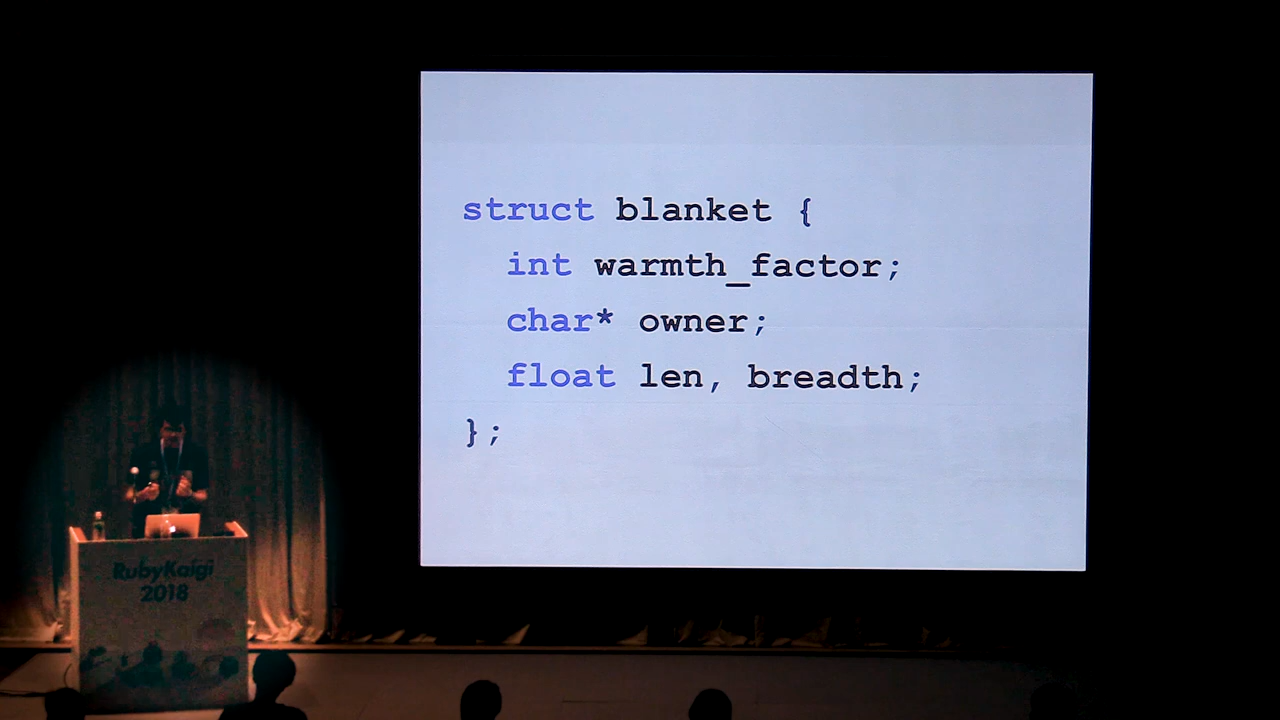 struct blanket {
int warmth_factor;
char* owner;
float len, breadth;
};
RubyKaigi
2018